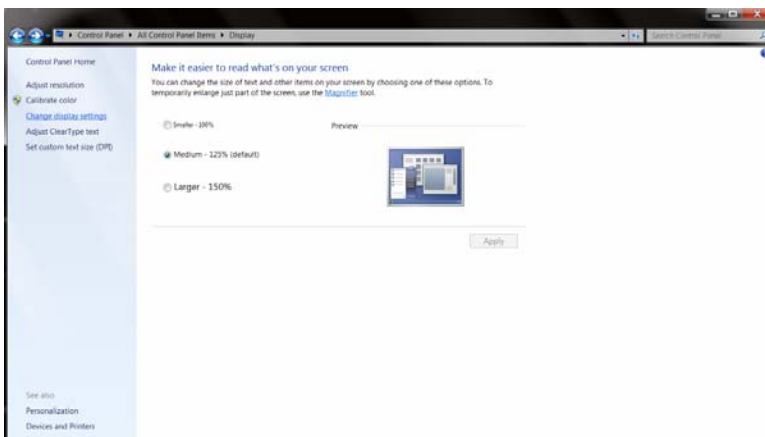 Control Panel ▸ All Control Panel Items ▸ Display
Search Control Panel
Control Panel Home
Adjust resolution
Calibrate color
Change display settings
Adjust ClearType text
Set custom text size (DPI)
Make it easier to read what's on your screen
You can change the size of text and other items on your screen by choosing one of these options. To
temporarily enlarge just part of the screen, use the Magnifier tool.
Smaller - 100%
Preview
Medium - 125% (default)
Larger - 150%
Apply
See also
Personalization
Devices and Printers